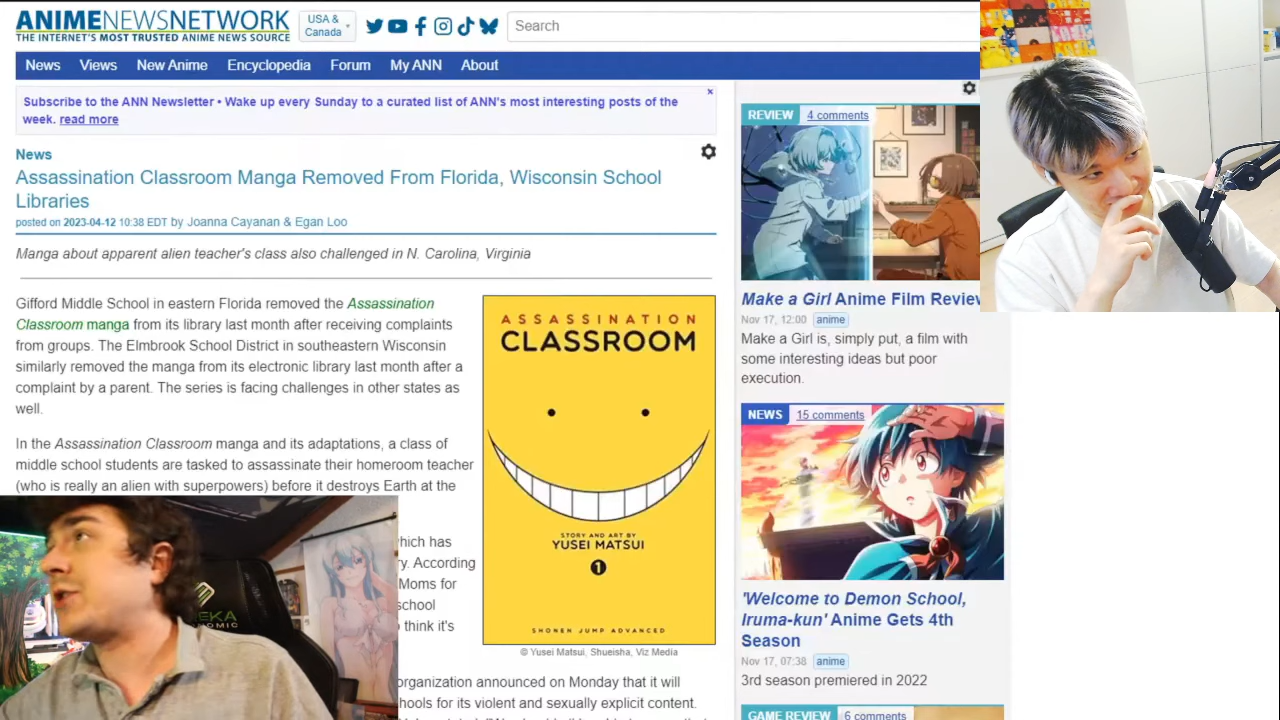 ANIMENEWSNETWORK
THE INTERNET'S MOST TRUSTED ANIME NEWS SOURCE
USA &
Canada
Search
News
Views
New Anime
Encyclopedia
Forum
My ANN
About
Subscribe to the ANN Newsletter • Wake up every Sunday to a curated list of ANN's most interesting posts of the
week. read more
x
News
Assassination Classroom Manga Removed From Florida, Wisconsin School
Libraries
posted on 2023-04-12 10:38 EDT by Joanna Cayanan & Egan Loo
Manga about apparent alien teacher's class also challenged in N. Carolina, Virginia
Gifford Middle School in eastern Florida removed the Assassination
Classroom manga from its library last month after receiving complaints
from groups. The Elmbrook School District in southeastern Wisconsin
similarly removed the manga from its electronic library last month after a
complaint by a parent. The series is facing challenges in other states as
well.
In the Assassination Classroom manga and its adaptations, a class of
middle school students are tasked to assassinate their homeroom teacher
(who is really an alien with superpowers) before it destroys Earth at the
which has
ry. According
Moms for
school
think it's
organization announced on Monday that it will
hools for its violent and sexually explicit content.
ASSASSINATION
CLASSROOM
STORY AND ART BY
YUSEI MATSUI
1
SHONEN JUMP ADVANCED
© Yusei Matsui, Shueisha, Viz Media
REVIEW
4 comments
Make a Girl Anime Film Review
Nov 17, 12:00 anime
Make a Girl is, simply put, a film with
some interesting ideas but poor
execution.
NEWS
15 comments
'Welcome to Demon School,
Iruma-kun' Anime Gets 4th
Season
Nov 17, 07:38 anime
3rd season premiered in 2022
GAME REVIEW
6 comments